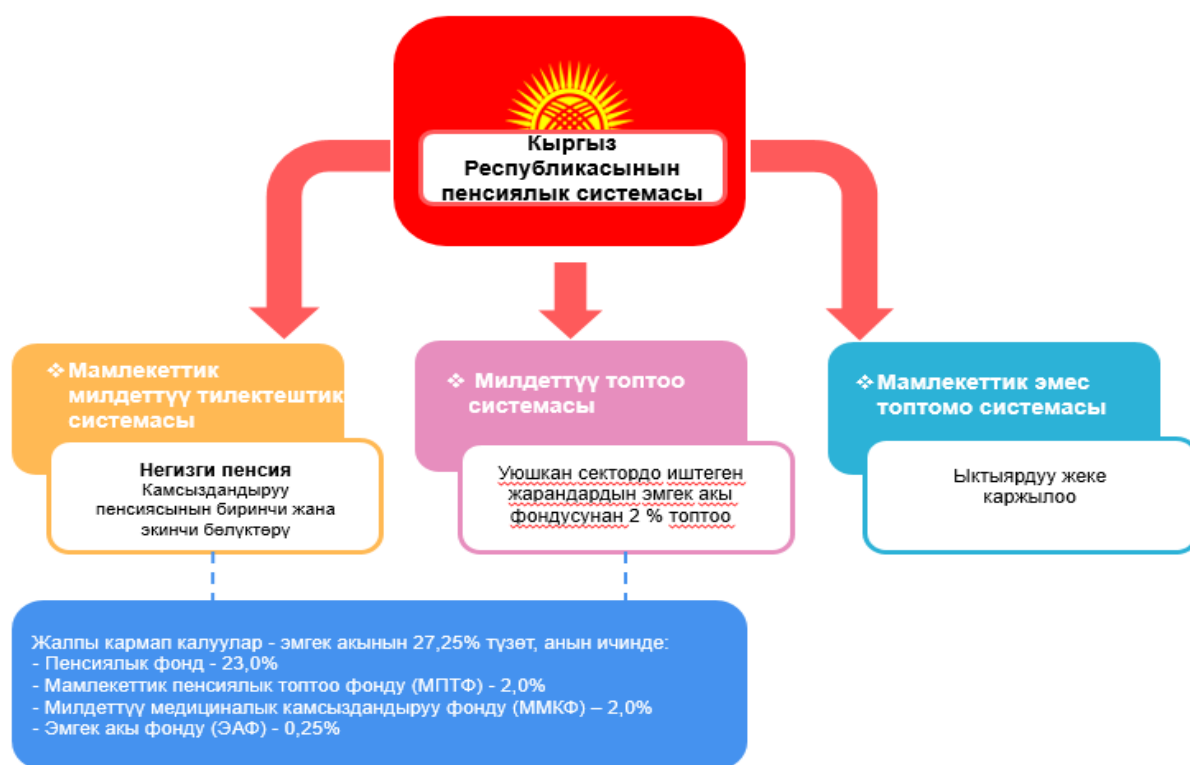 Кыргыз
Республикасынын
пенсиялык системасы
❖ Мамлекеттик
милдеттүү тилектештик
системасы
Негизги пенсия
Камсыздандыруу
пенсиясынын биринчи жана
экинчи бөлүктөрү
❖ Милдеттүү топтоо
системасы
Уюшкан сектордо иштеген
жарандардын эмгек акы
фондусунан 2 % топтоо
❖ Мамлекеттик эмес
топтомо системасы
Ыктыярдуу жеке
каржылоо
Жалпы кармап калуулар - эмгек акынын 27,25% түзөт, анын ичинде:
- Пенсиялык фонд - 23,0%
- Мамлекеттик пенсиялык топтоо фонду (МПТФ) - 2,0%
- Милдеттүү медициналык камсыздандыруу фонду (ММКФ) – 2,0%
- Эмгек акы фонду (ЭАФ) - 0,25%